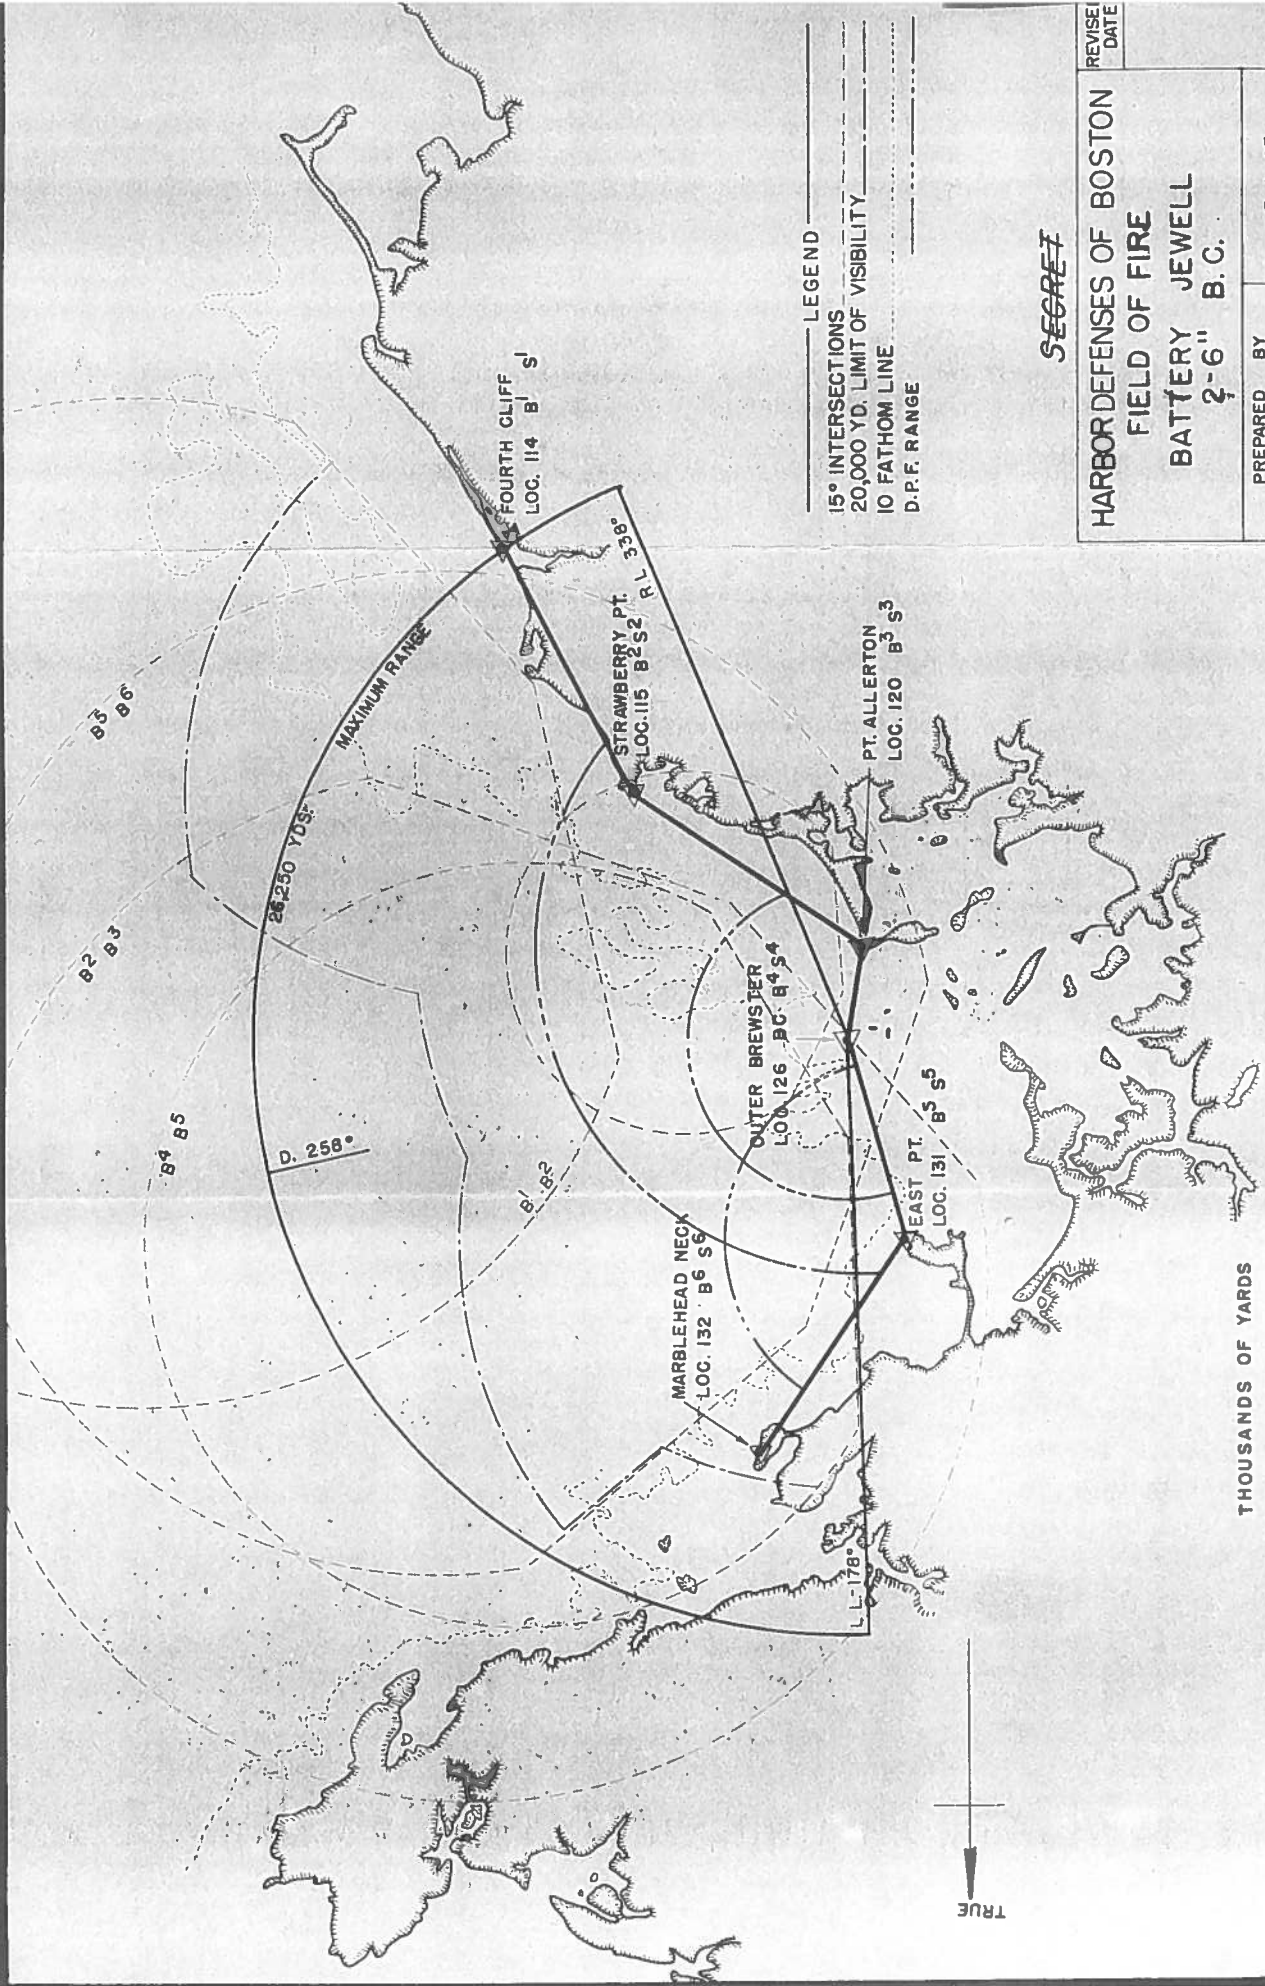 B⁵ B⁶
B² B³
B⁴ B⁵
B¹ B²
MAXIMUM RANGE
26,250 YDS.
D. 258°
FOURTH CLIFF
LOC. 114 B¹ S¹
STRAWBERRY PT.
LOC. 115 B² S²
R L 338°
PT. ALLERTON
LOC. 120 B³ S³
OUTER BREWSTER
LOC. 126 BC B⁴ S⁴
EAST PT.
LOC. 131 B⁵ S⁵
MARBLEHEAD NECK
LOC. 132 B⁶ S⁶
L L-178°
TRUE
LEGEND
15° INTERSECTIONS
20,000 YD. LIMIT OF VISIBILITY
10 FATHOM LINE
D.P.F. RANGE
THOUSANDS OF YARDS
SECRET
HARBOR DEFENSES OF BOSTON
FIELD OF FIRE
BATTERY JEWELL
2-6" B.C.
REVISED
DATE
PREPARED BY